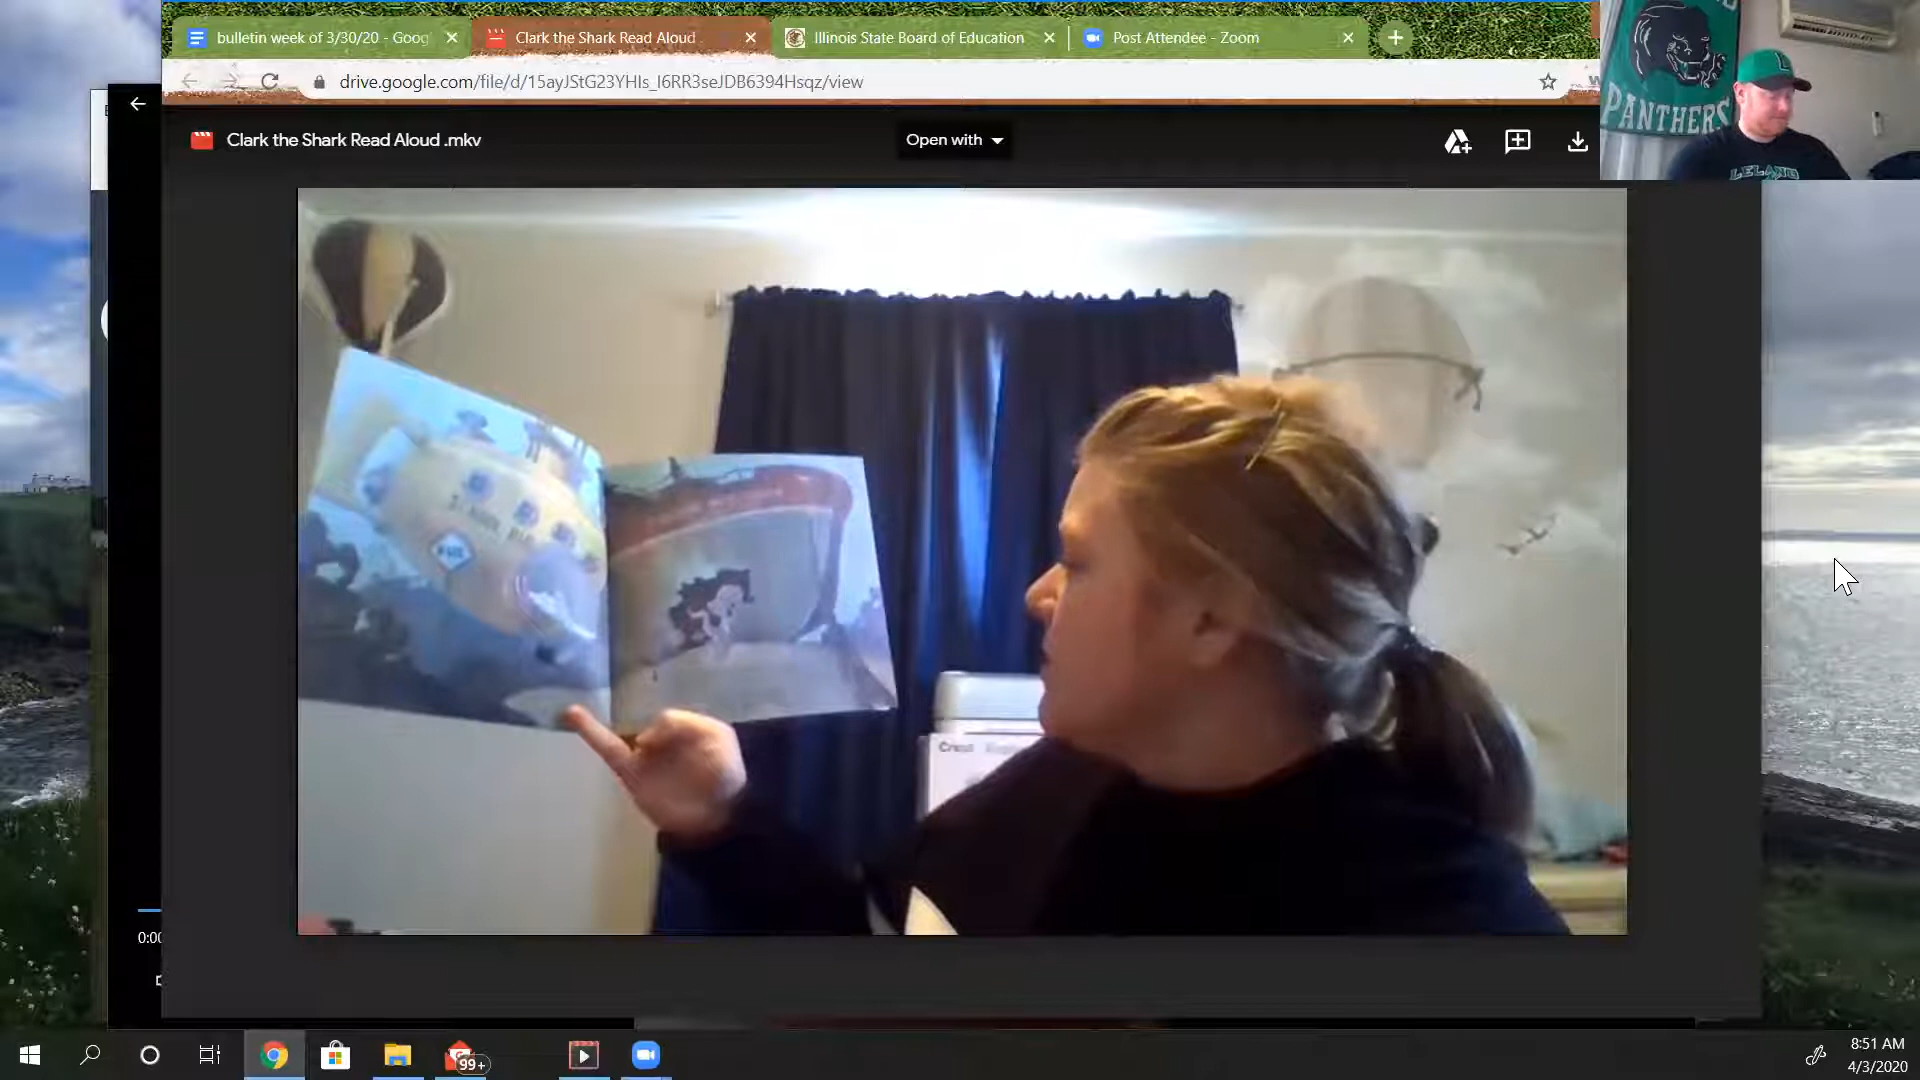 bulletin week of 3/30/20 - Goog
Clark the Shark Read Aloud
Illinois State Board of Education
Post Attendee - Zoom
drive.google.com/file/d/15ayJStG23YHIs_I6RR3seJDB6394Hsqz/view
PANTHERS
LELAND
Clark the Shark Read Aloud .mkv
Open with
0:00
99+
8:51 AM
4/3/2020